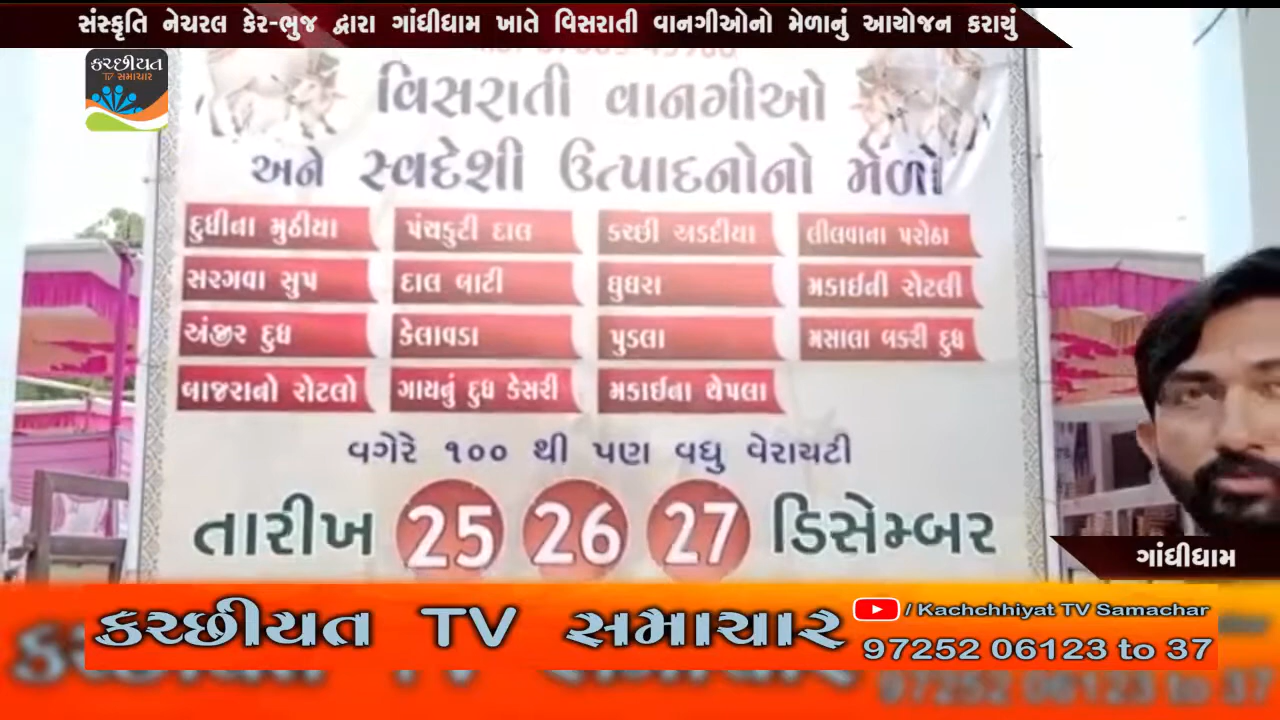 સંસ્કૃતિ નેચરલ કેર-ભુજ દ્વારા ગાંધીધામ ખાતે વિસરાતી વાનગીઓનો મેળાનું આયોજન કરાયું
કચ્છીયત
TV સમાચાર
વિસરાતી વાનગીઓ
અને સ્વદેશી ઉત્પાદનોનો મેળો
દુધીના મુઠીયા પંચકુટી દાલ કચ્છી અડદીયા લીલવાના પરોઠા
સરગવા સુપ દાલ બાટી ઘુઘરા મકાઈની રોટલી
અંજીર દુધ કેલાવડા પુડલા મસાલા બકરી દુધ
બાજરાનો રોટલો ગાયનું દુધ કેસરી મકાઈના થેપલા
વગેરે ૧૦૦ થી પણ વધુ વેરાયટી
તારીખ 25 26 27 ડિસેમ્બર
ગાંધીધામ
કચ્છીયત TV સમાચાર
/ Kachchhiyat TV Samachar
97252 06123 to 37